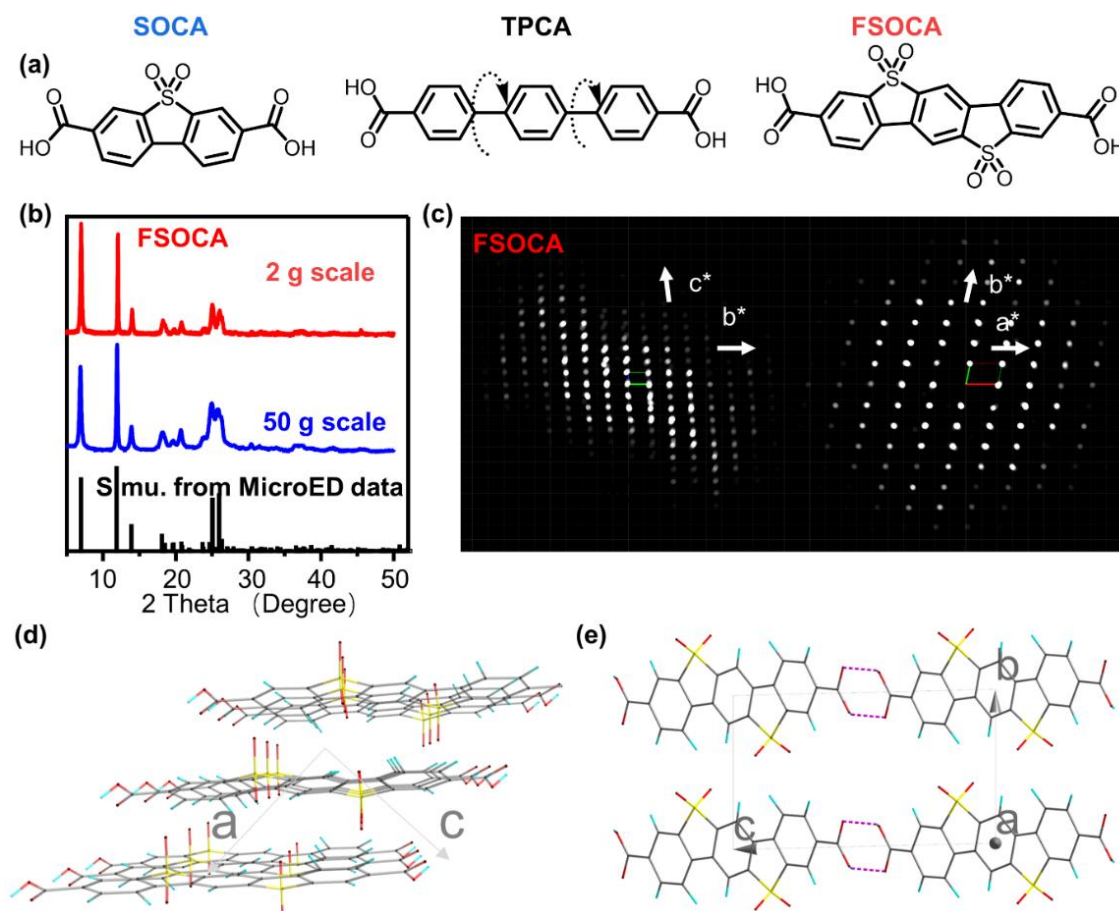 SOCA TPCA FSOCA
(a)
O O
S
O
HO
O
OH
HO
O
O
OH
O
HO
O O
S
S
O O
O
OH
(b)
FSOCA
2 g scale
50 g scale
Simu. from MicroED data
10 20 30 40 50
2 Theta （Degree）
(c)
FSOCA
c*
b*
b*
a*
(d)
a
c
(e)
b
c
a